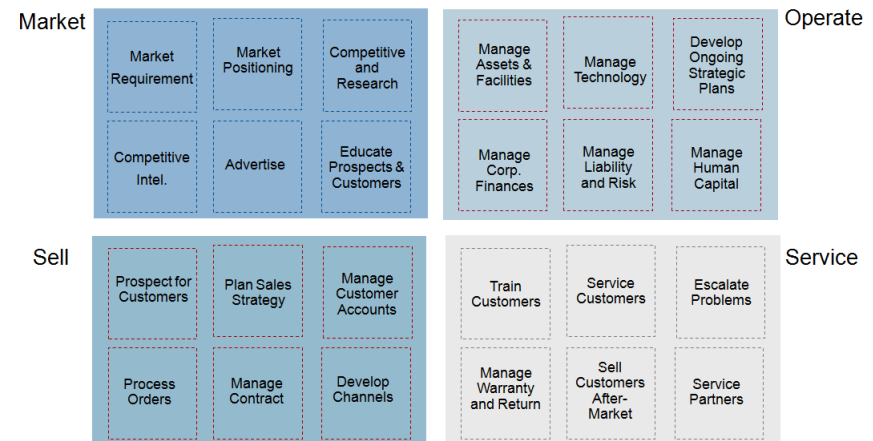 Market
Market
Requirement
Market
Positioning
Competitive
and
Research
Competitive
Intel.
Advertise
Educate
Prospects &
Customers
Operate
Manage
Assets &
Facilities
Manage
Technology
Develop
Ongoing
Strategic
Plans
Manage
Corp.
Finances
Manage
Liability
and Risk
Manage
Human
Capital
Sell
Prospect for
Customers
Plan Sales
Strategy
Manage
Customer
Accounts
Process
Orders
Manage
Contract
Develop
Channels
Service
Train
Customers
Service
Customers
Escalate
Problems
Manage
Warranty
and Return
Sell
Customers
After-
Market
Service
Partners